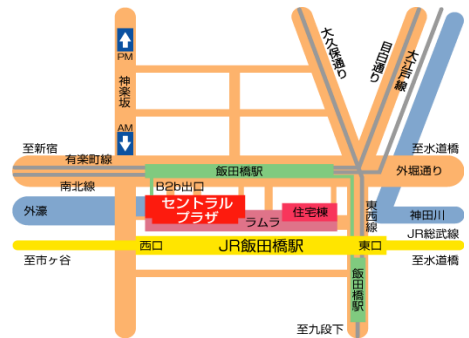 PM
神楽坂
AM
大久保通り
目白通り
大江戸線
至新宿
至水道橋
有楽町線
飯田橋駅
外堀通り
南北線
B2b出口
外濠
セントラル
プラザ
住宅棟
ラムラ
東西線
神田川
JR総武線
西口
JR飯田橋駅
東口
至市ヶ谷
至水道橋
飯田橋駅
至九段下